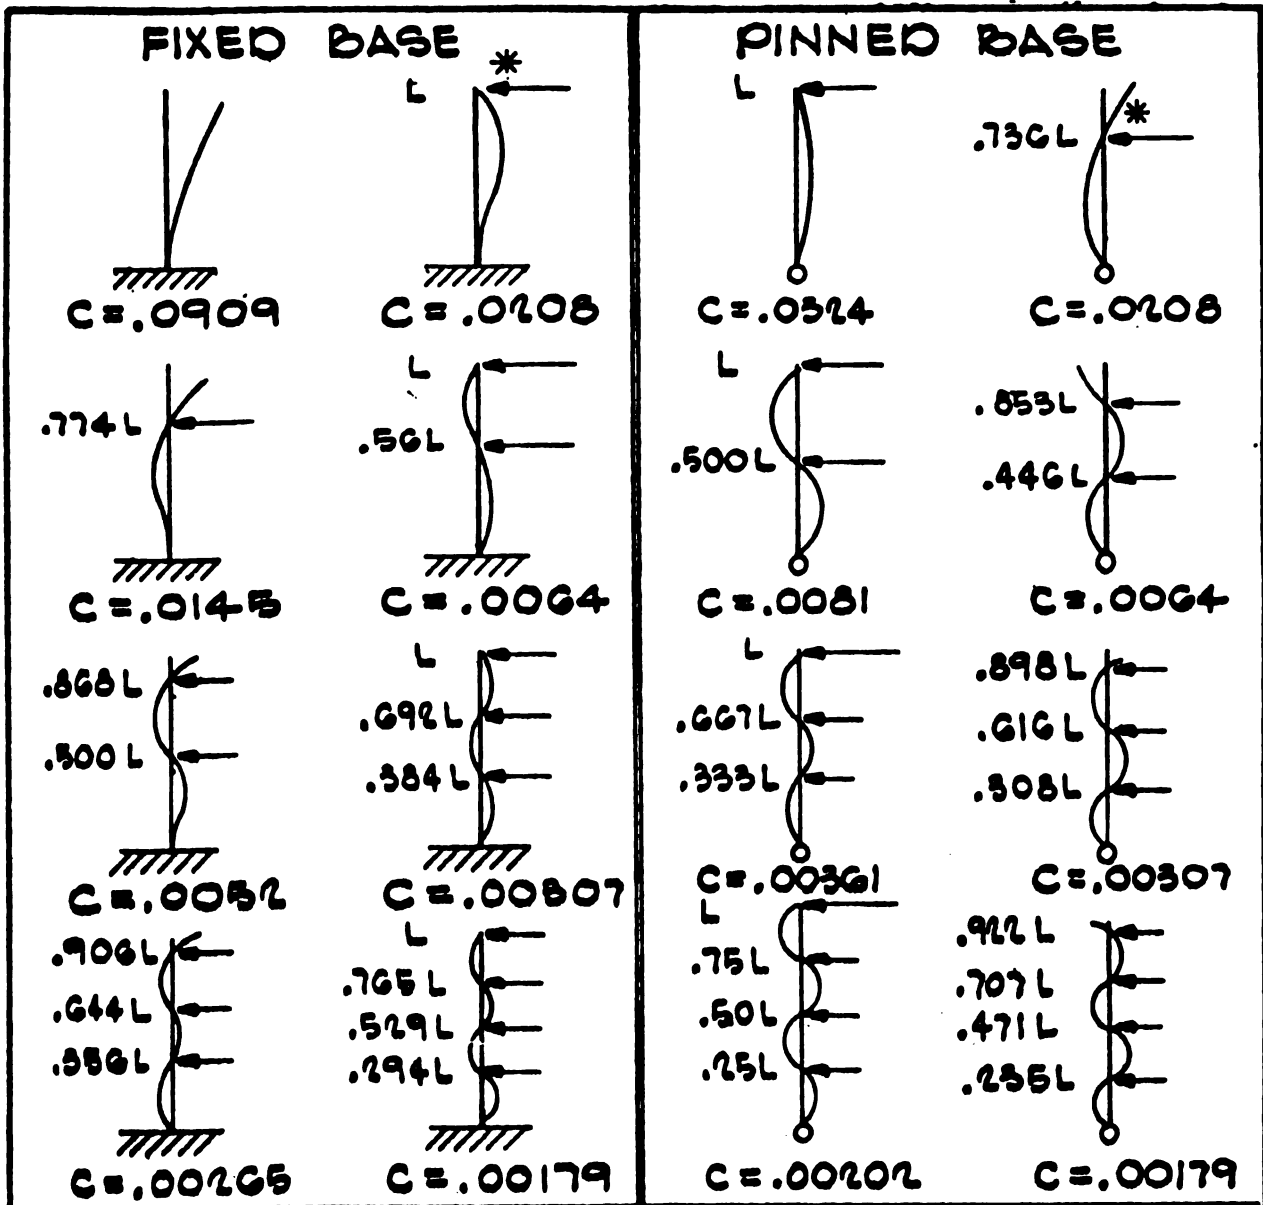 FIXED BASE
C=.0909
L *
C=.0208
.774L
C=.0145
L
.56L
C=.0064
.868L
.500L
C=.0052
L
.692L
.384L
C=.00307
.906L
.644L
.356L
C=.00265
L
.765L
.529L
.294L
C=.00179
PINNED BASE
L
C=.0324
.736L *
C=.0208
L
.500L
C=.0081
.853L
.446L
C=.0064
L
.667L
.333L
C=.00361
.898L
.616L
.308L
C=.00307
L
.75L
.50L
.25L
C=.00202
.922L
.707L
.471L
.235L
C=.00179